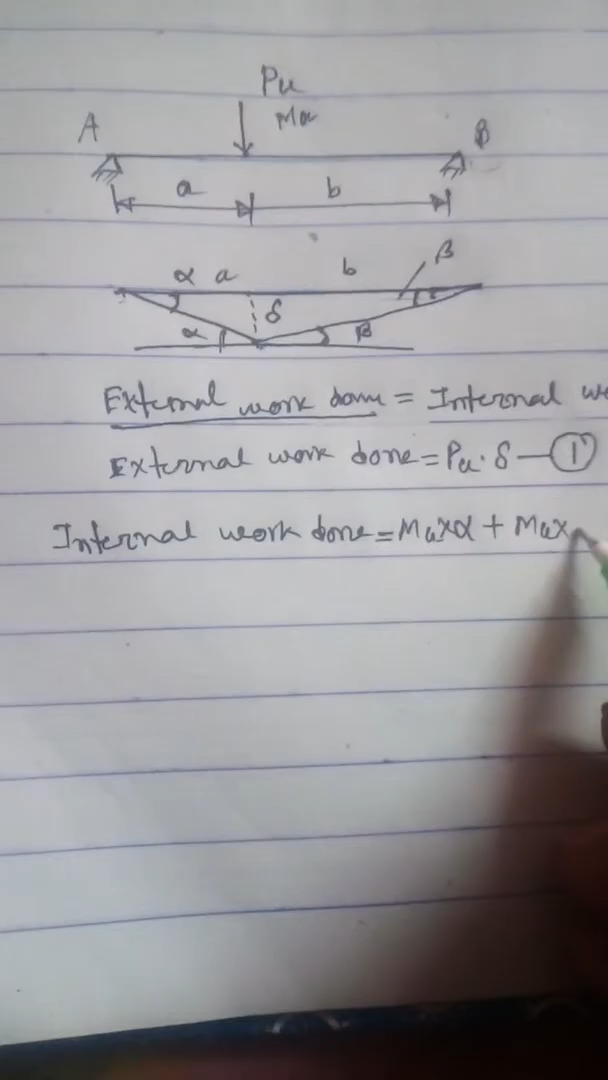 Pu
Mu
A
B
a
b
β
α a
b
δ
α
β
External work done = Internal
External work done = Pu . δ — ①
Internal work done = Mu x α + Mu x